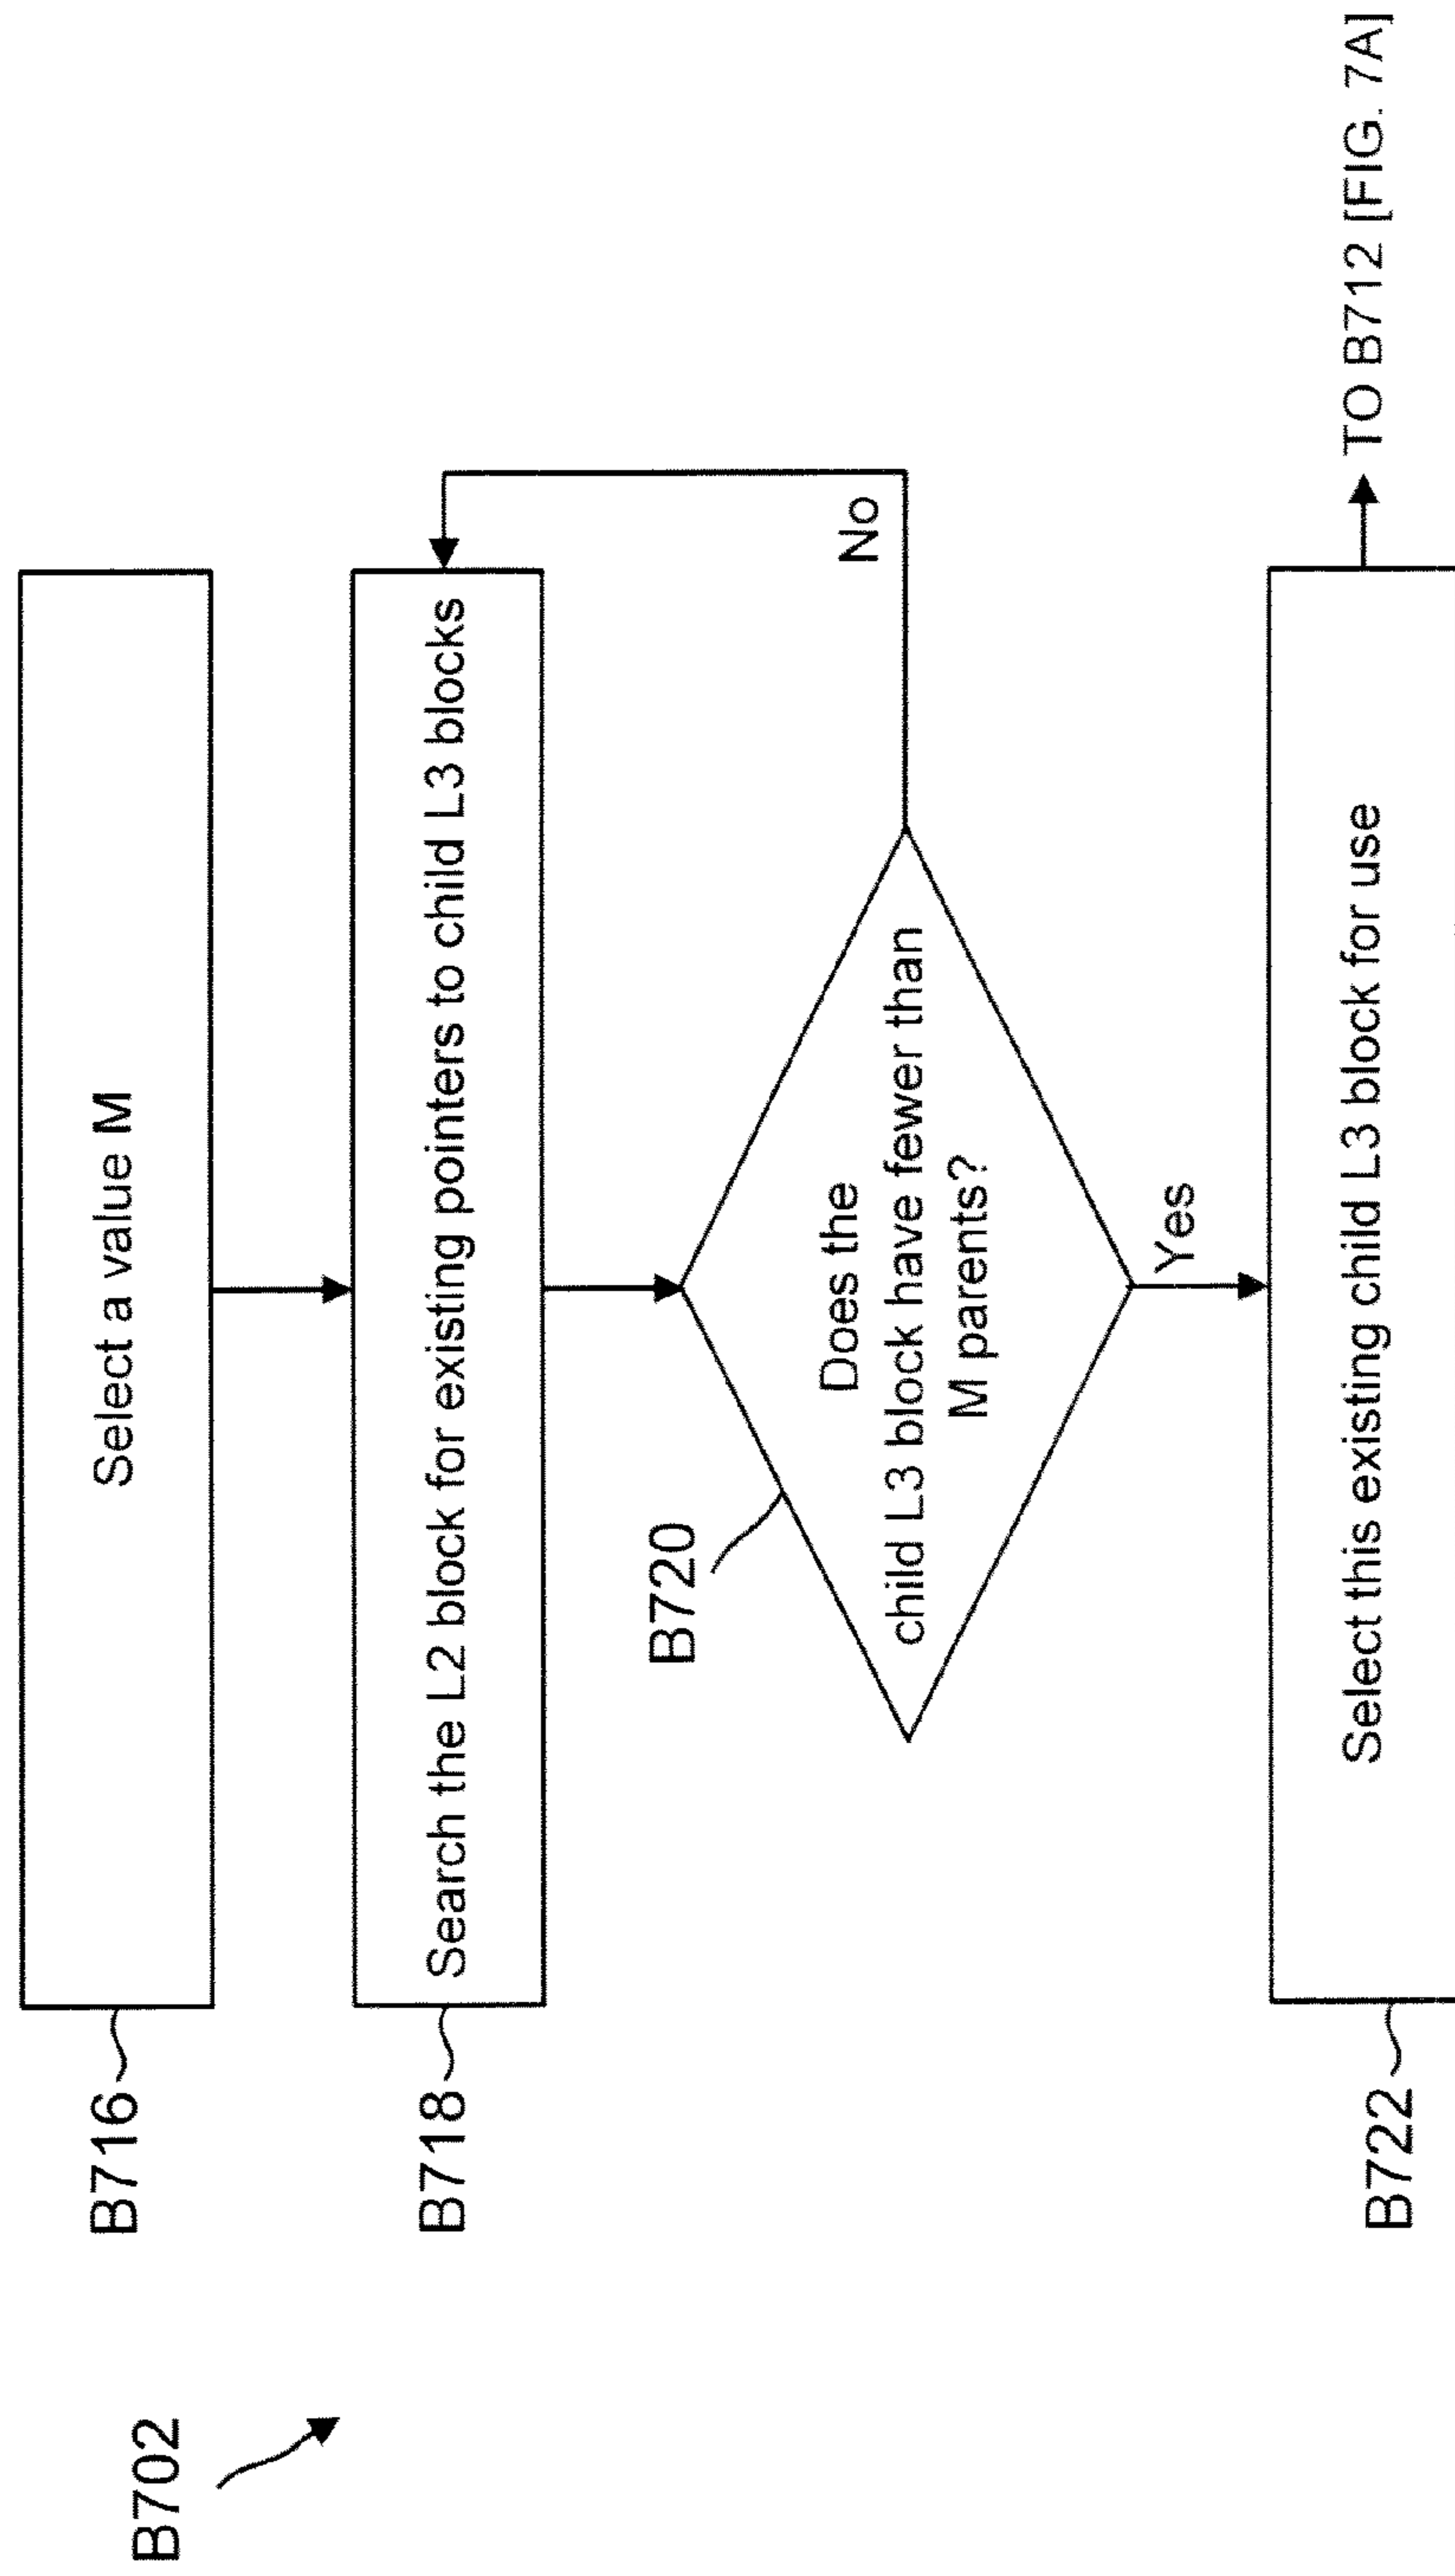 B702
B716
Select a value M
B718
Search the L2 block for existing pointers to child L3 blocks
B720
Does the
child L3 block have fewer than
M parents?
No
Yes
B722
Select this existing child L3 block for use
TO B712 [FIG. 7A]